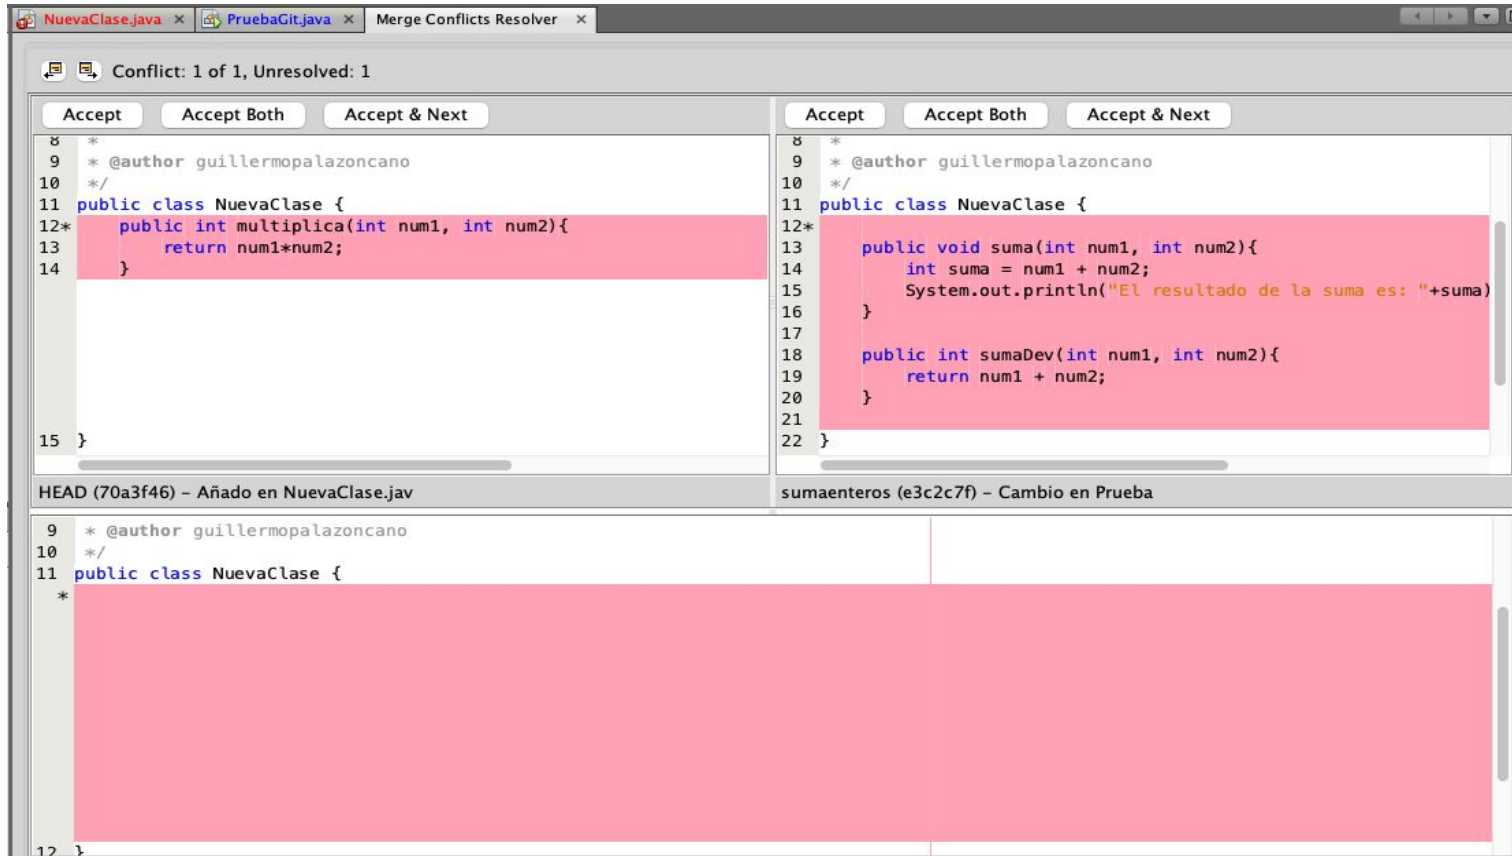 NuevaClase.java × PruebaGit.java × Merge Conflicts Resolver ×
Conflict: 1 of 1, Unresolved: 1
Accept Accept Both Accept & Next
8 *
9 * @author guillermopalazoncano
10 */
11 public class NuevaClase {
12* public int multiplica(int num1, int num2){
13 return num1*num2;
14 }
15 }
HEAD (70a3f46) – Añado en NuevaClase.jav
Accept Accept Both Accept & Next
8 *
9 * @author guillermopalazoncano
10 */
11 public class NuevaClase {
12*
13 public void suma(int num1, int num2){
14 int suma = num1 + num2;
15 System.out.println("El resultado de la suma es: "+suma)
16 }
17
18 public int sumaDev(int num1, int num2){
19 return num1 + num2;
20 }
21
22 }
sumaenteros (e3c2c7f) – Cambio en Prueba
9 * @author guillermopalazoncano
10 */
11 public class NuevaClase {
*
12 }